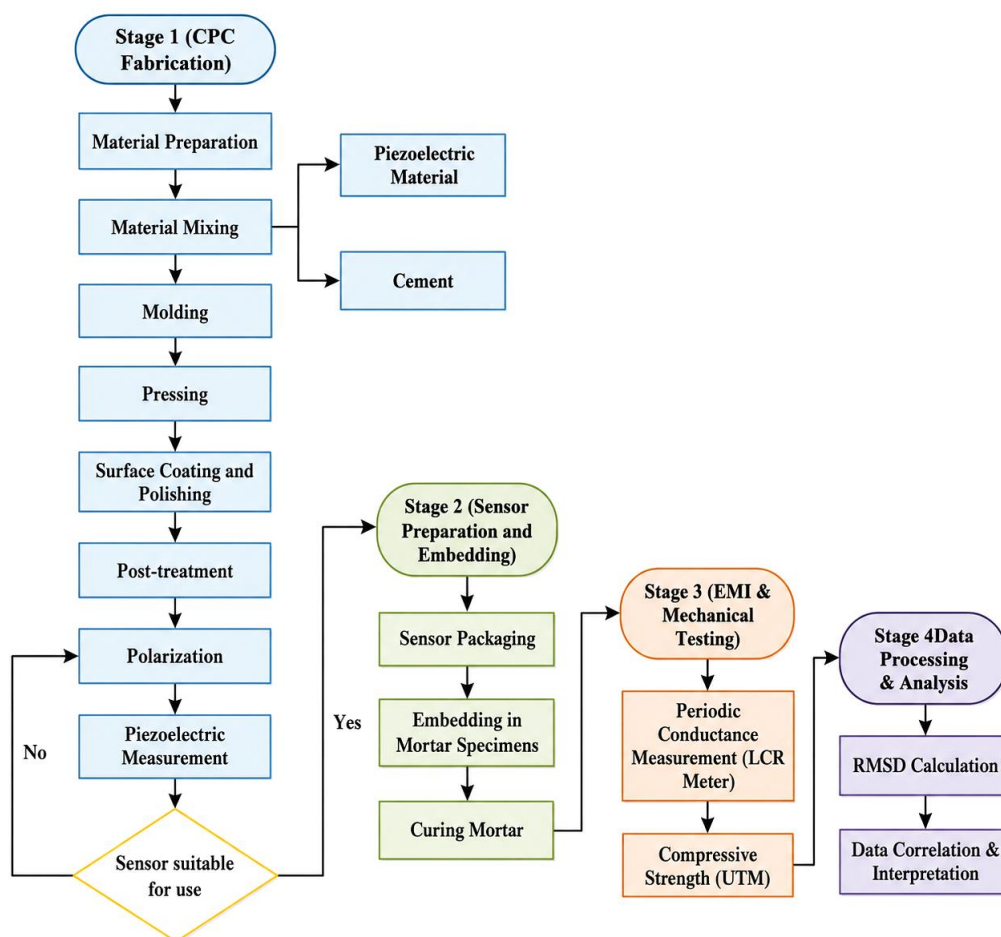 Stage 1 (CPC
Fabrication)
Material Preparation
Piezoelectric
Material
Material Mixing
Cement
Molding
Pressing
Surface Coating and
Polishing
Post-treatment
Polarization
Piezoelectric
Measurement
No
Sensor suitable
for use
Yes
Stage 2 (Sensor
Preparation and
Embedding)
Sensor Packaging
Embedding in
Mortar Specimens
Curing Mortar
Stage 3 (EMI &
Mechanical
Testing)
Periodic
Conductance
Measurement (LCR
Meter)
Compressive
Strength (UTM)
Stage 4Data
Processing
& Analysis
RMSD Calculation
Data Correlation &
Interpretation